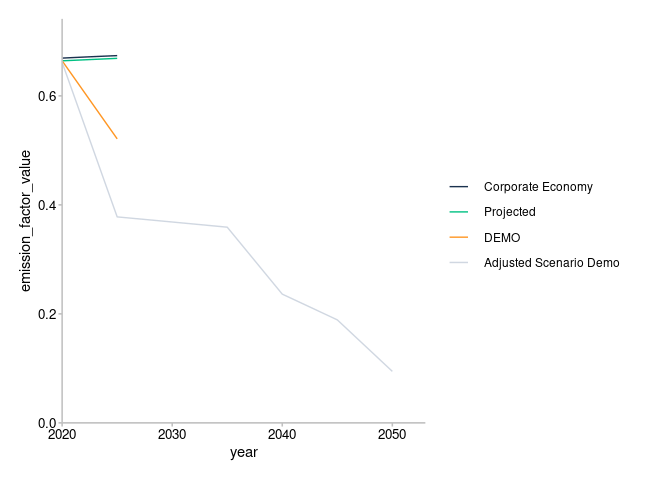 emission_factor_value
0.6
0.4
0.2
0.0
2020
2030
2040
2050
year
Corporate Economy
Projected
DEMO
Adjusted Scenario Demo